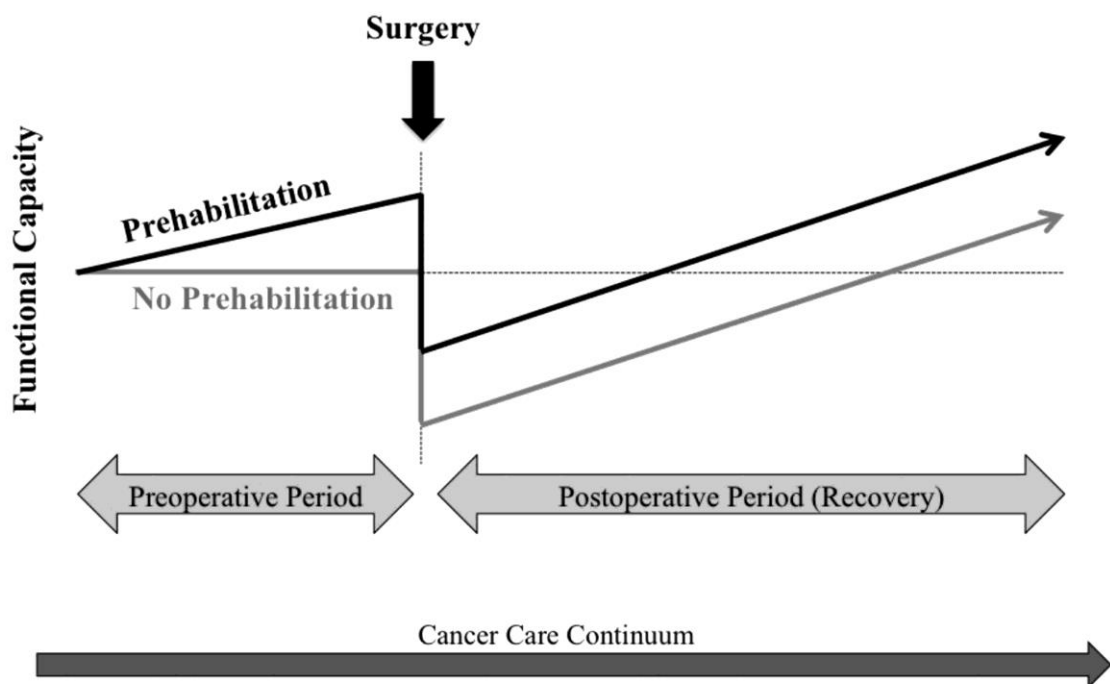 Surgery
Functional Capacity
Prehabilitation
No Prehabilitation
Preoperative Period
Postoperative Period (Recovery)
Cancer Care Continuum